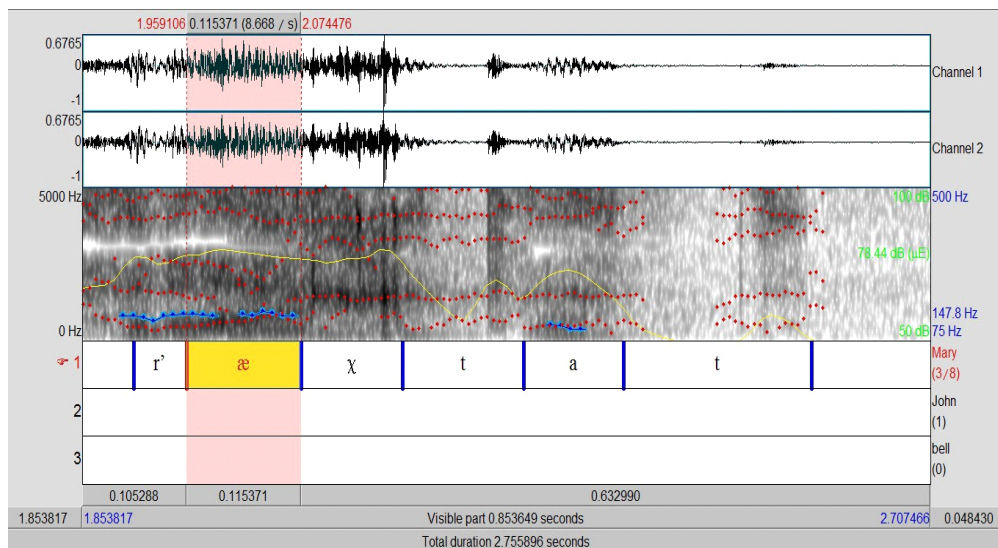 1.959106 0.115371 (8.668 / s) 2.074476
0.6765
0
-1
Channel 1
0.6765
0
-1
Channel 2
5000 Hz 100 dB 500 Hz
78.44 dB (µE)
147.8 Hz
0 Hz 50 dB 75 Hz
☞ 1 r’ æ χ t a t Mary
(3/8)
2 John
(1)
3 bell
(0)
0.105288 0.115371 0.632990
1.853817 1.853817 Visible part 0.853649 seconds 2.707466 0.048430
Total duration 2.755896 seconds